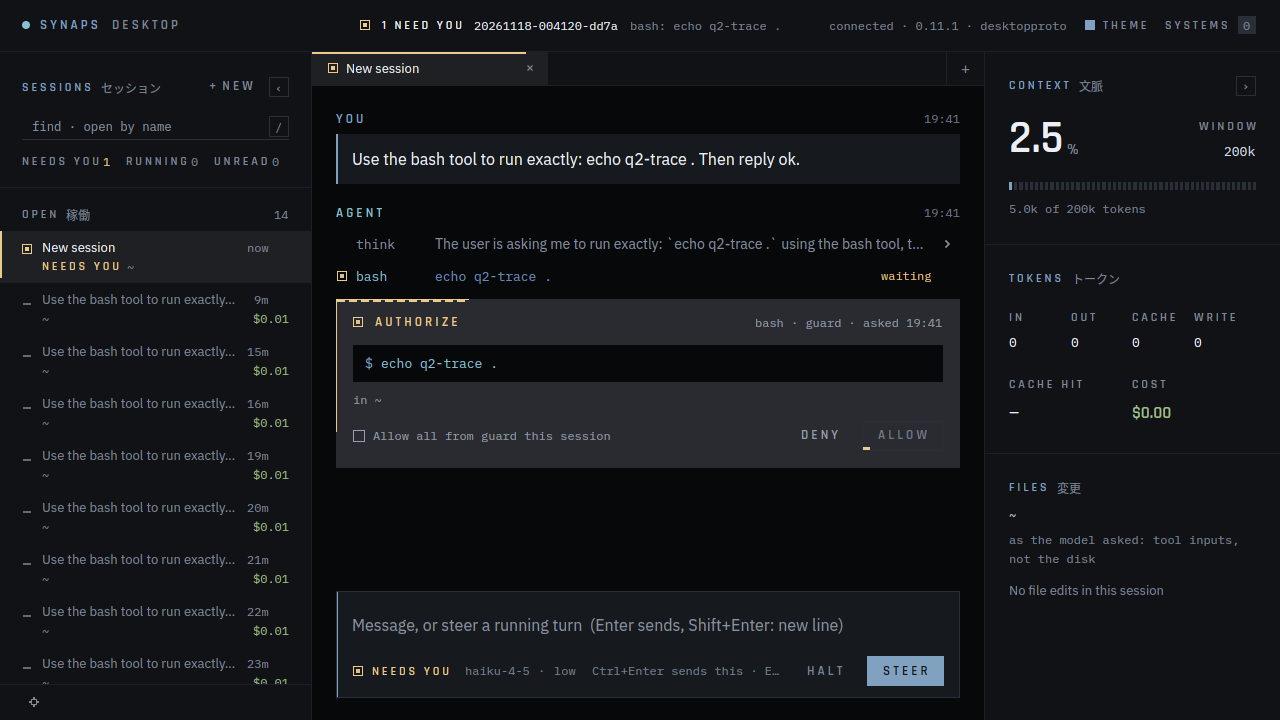 SYNAPS DESKTOP
1 NEED YOU 20261118-004120-dd7a bash: echo q2-trace .
connected · 0.11.1 · desktopproto
THEME SYSTEMS 0
SESSIONS セッション + NEW ‹
find · open by name /
NEEDS YOU 1 RUNNING 0 UNREAD 0
OPEN 稼働 14
New session now
NEEDS YOU ~
Use the bash tool to run exactly... 9m
~ $0.01
Use the bash tool to run exactly... 15m
~ $0.01
Use the bash tool to run exactly... 16m
~ $0.01
Use the bash tool to run exactly... 19m
~ $0.01
Use the bash tool to run exactly... 20m
~ $0.01
Use the bash tool to run exactly... 21m
~ $0.01
Use the bash tool to run exactly... 22m
~ $0.01
Use the bash tool to run exactly... 23m
~ $0.01
New session × +
YOU 19:41
Use the bash tool to run exactly: echo q2-trace . Then reply ok.
AGENT 19:41
think The user is asking me to run exactly: `echo q2-trace .` using the bash tool, t... ›
bash echo q2-trace . waiting
AUTHORIZE bash · guard · asked 19:41
$ echo q2-trace .
in ~
Allow all from guard this session DENY ALLOW
Message, or steer a running turn (Enter sends, Shift+Enter: new line)
NEEDS YOU haiku-4-5 · low Ctrl+Enter sends this · E… HALT STEER
CONTEXT 文脈 ›
2.5 % WINDOW
200k
5.0k of 200k tokens
TOKENS トークン
IN OUT CACHE WRITE
0 0 0 0
CACHE HIT COST
— $0.00
FILES 変更
~
as the model asked: tool inputs,
not the disk
No file edits in this session